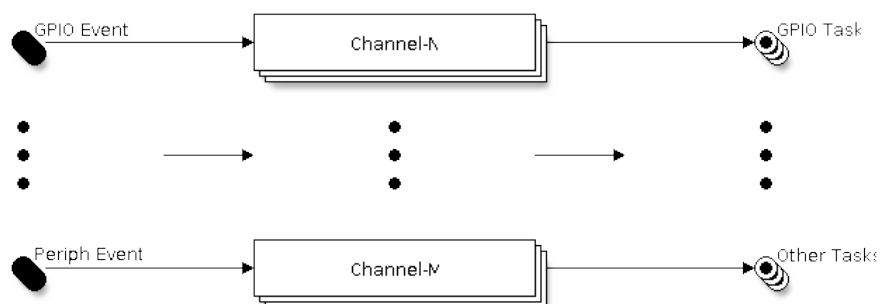 GPIO Event
Channel-N
GPIO Task
Periph Event
Channel-M
Other Tasks